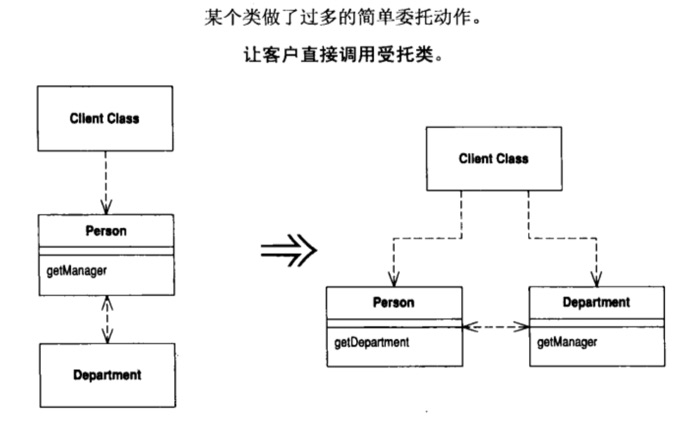 某个类做了过多的简单委托动作。
让客户直接调用受托类。
Client Class
Person
getManager
Department
Client Class
Person
getDepartment
Department
getManager